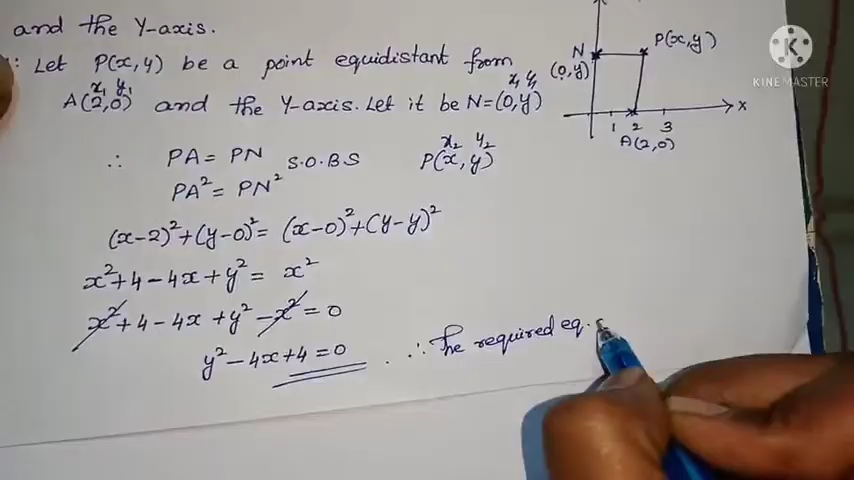 and the Y-axis.
: Let P(x,y) be a point equidistant from
x₁ y₁ x₁ y₁
A(2,0) and the Y-axis. Let it be N=(0,y)
∴ PA = PN S.O.B.S
PA² = PN²
x₂ y₂
P(x,y)
(x-2)²+(y-0)² = (x-0)²+(y-y)²
x²+4-4x+y² = x²
x²+4-4x+y²-x² = 0
y²-4x+4=0 .∴ The required eq.
N
P(x,y)
(0,y)
X
1 2 3
A(2,0)
K
KINEMASTER